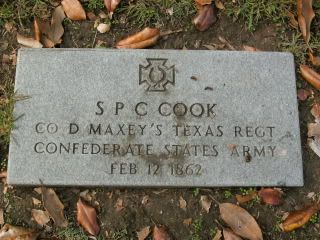 S P C COOK
CO D MAXEY'S TEXAS REGT
CONFEDERATE STATES ARMY
FEB 12 1862